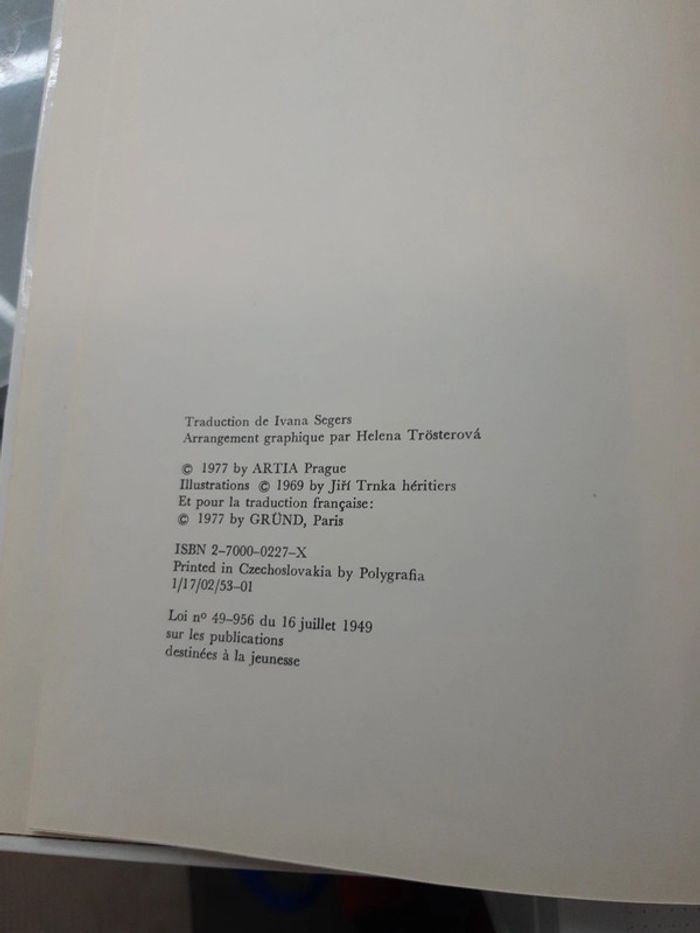 Traduction de Ivana Segers
Arrangement graphique par Helena Trösterová
© 1977 by ARTIA Prague
Illustrations © 1969 by Jiří Trnka héritiers
Et pour la traduction française:
© 1977 by GRÜND, Paris
ISBN 2-7000-0227-X
Printed in Czechoslovakia by Polygrafia
1/17/02/53-01
Loi nº 49-956 du 16 juillet 1949
sur les publications
destinées à la jeunesse